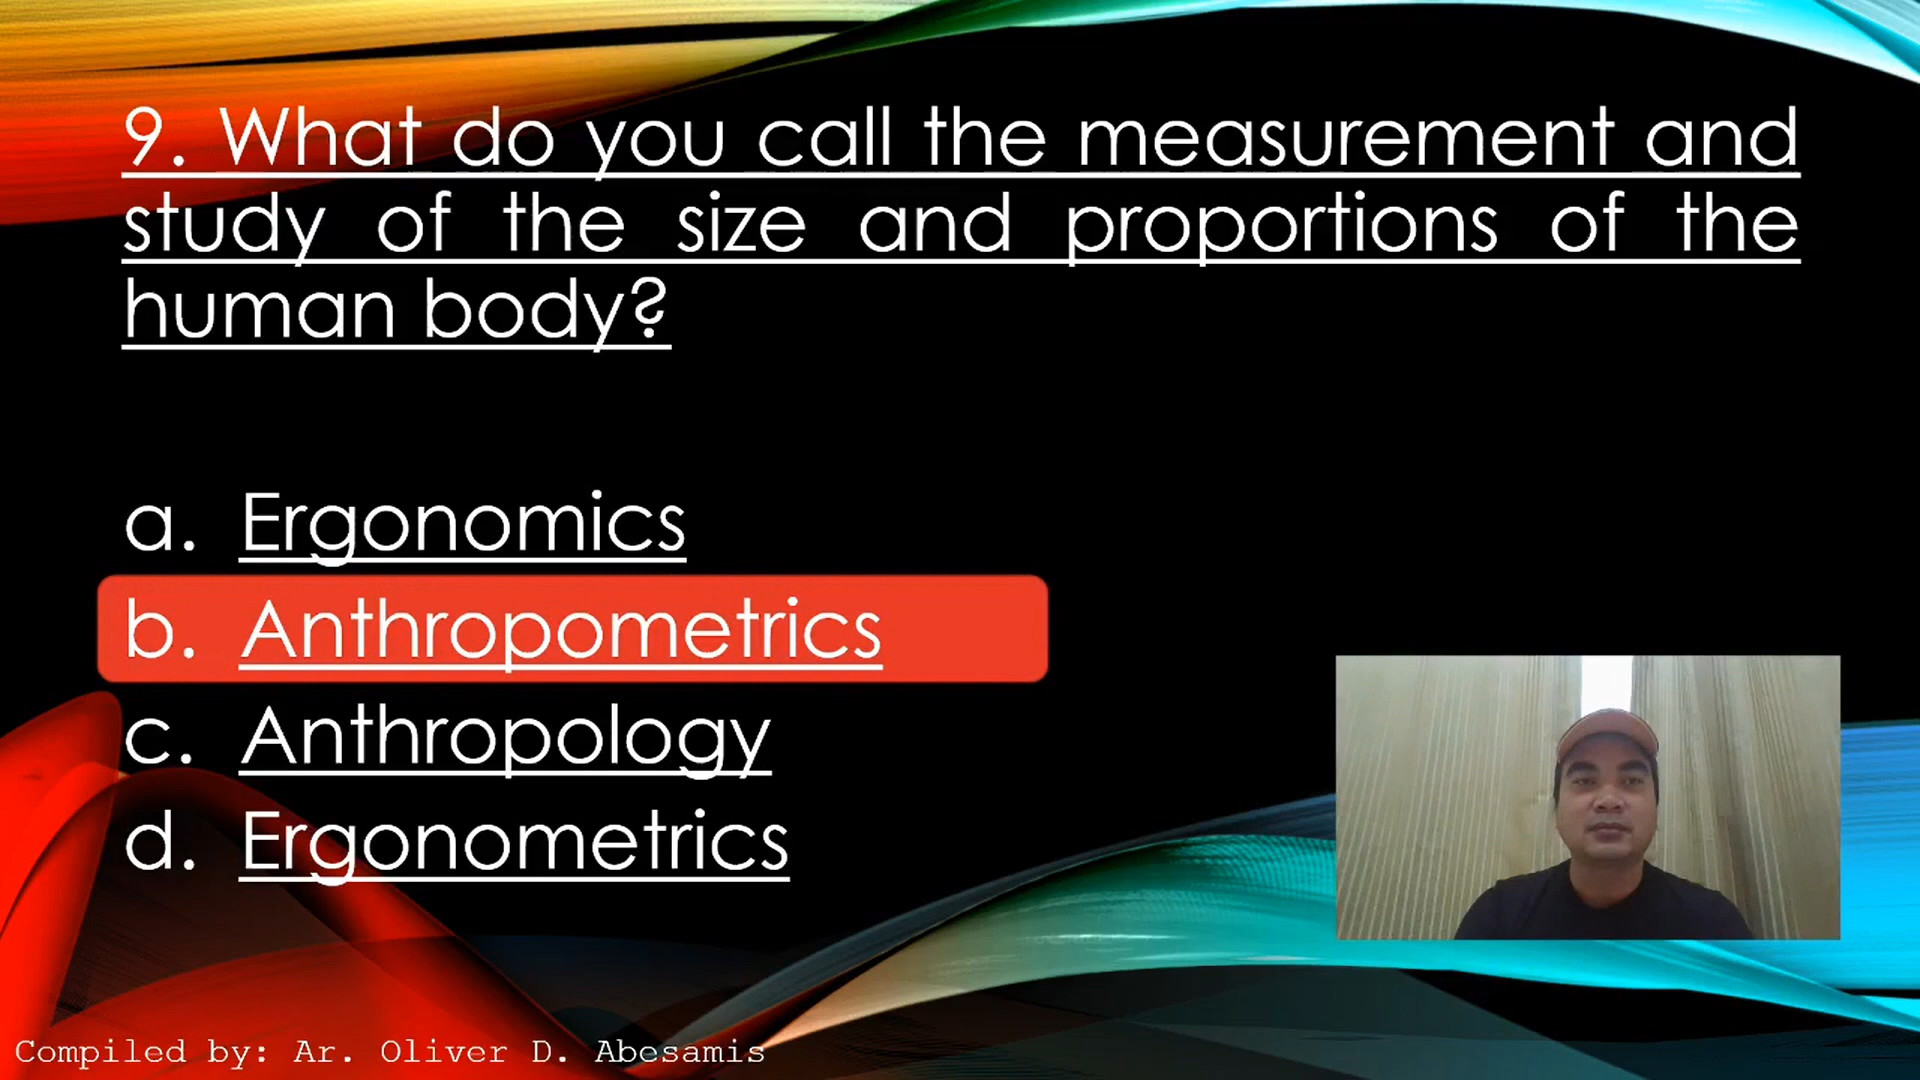 9. What do you call the measurement and
study of the size and proportions of the
human body?
a. Ergonomics
b. Anthropometrics
c. Anthropology
d. Ergonometrics
Compiled by: Ar. Oliver D. Abesamis